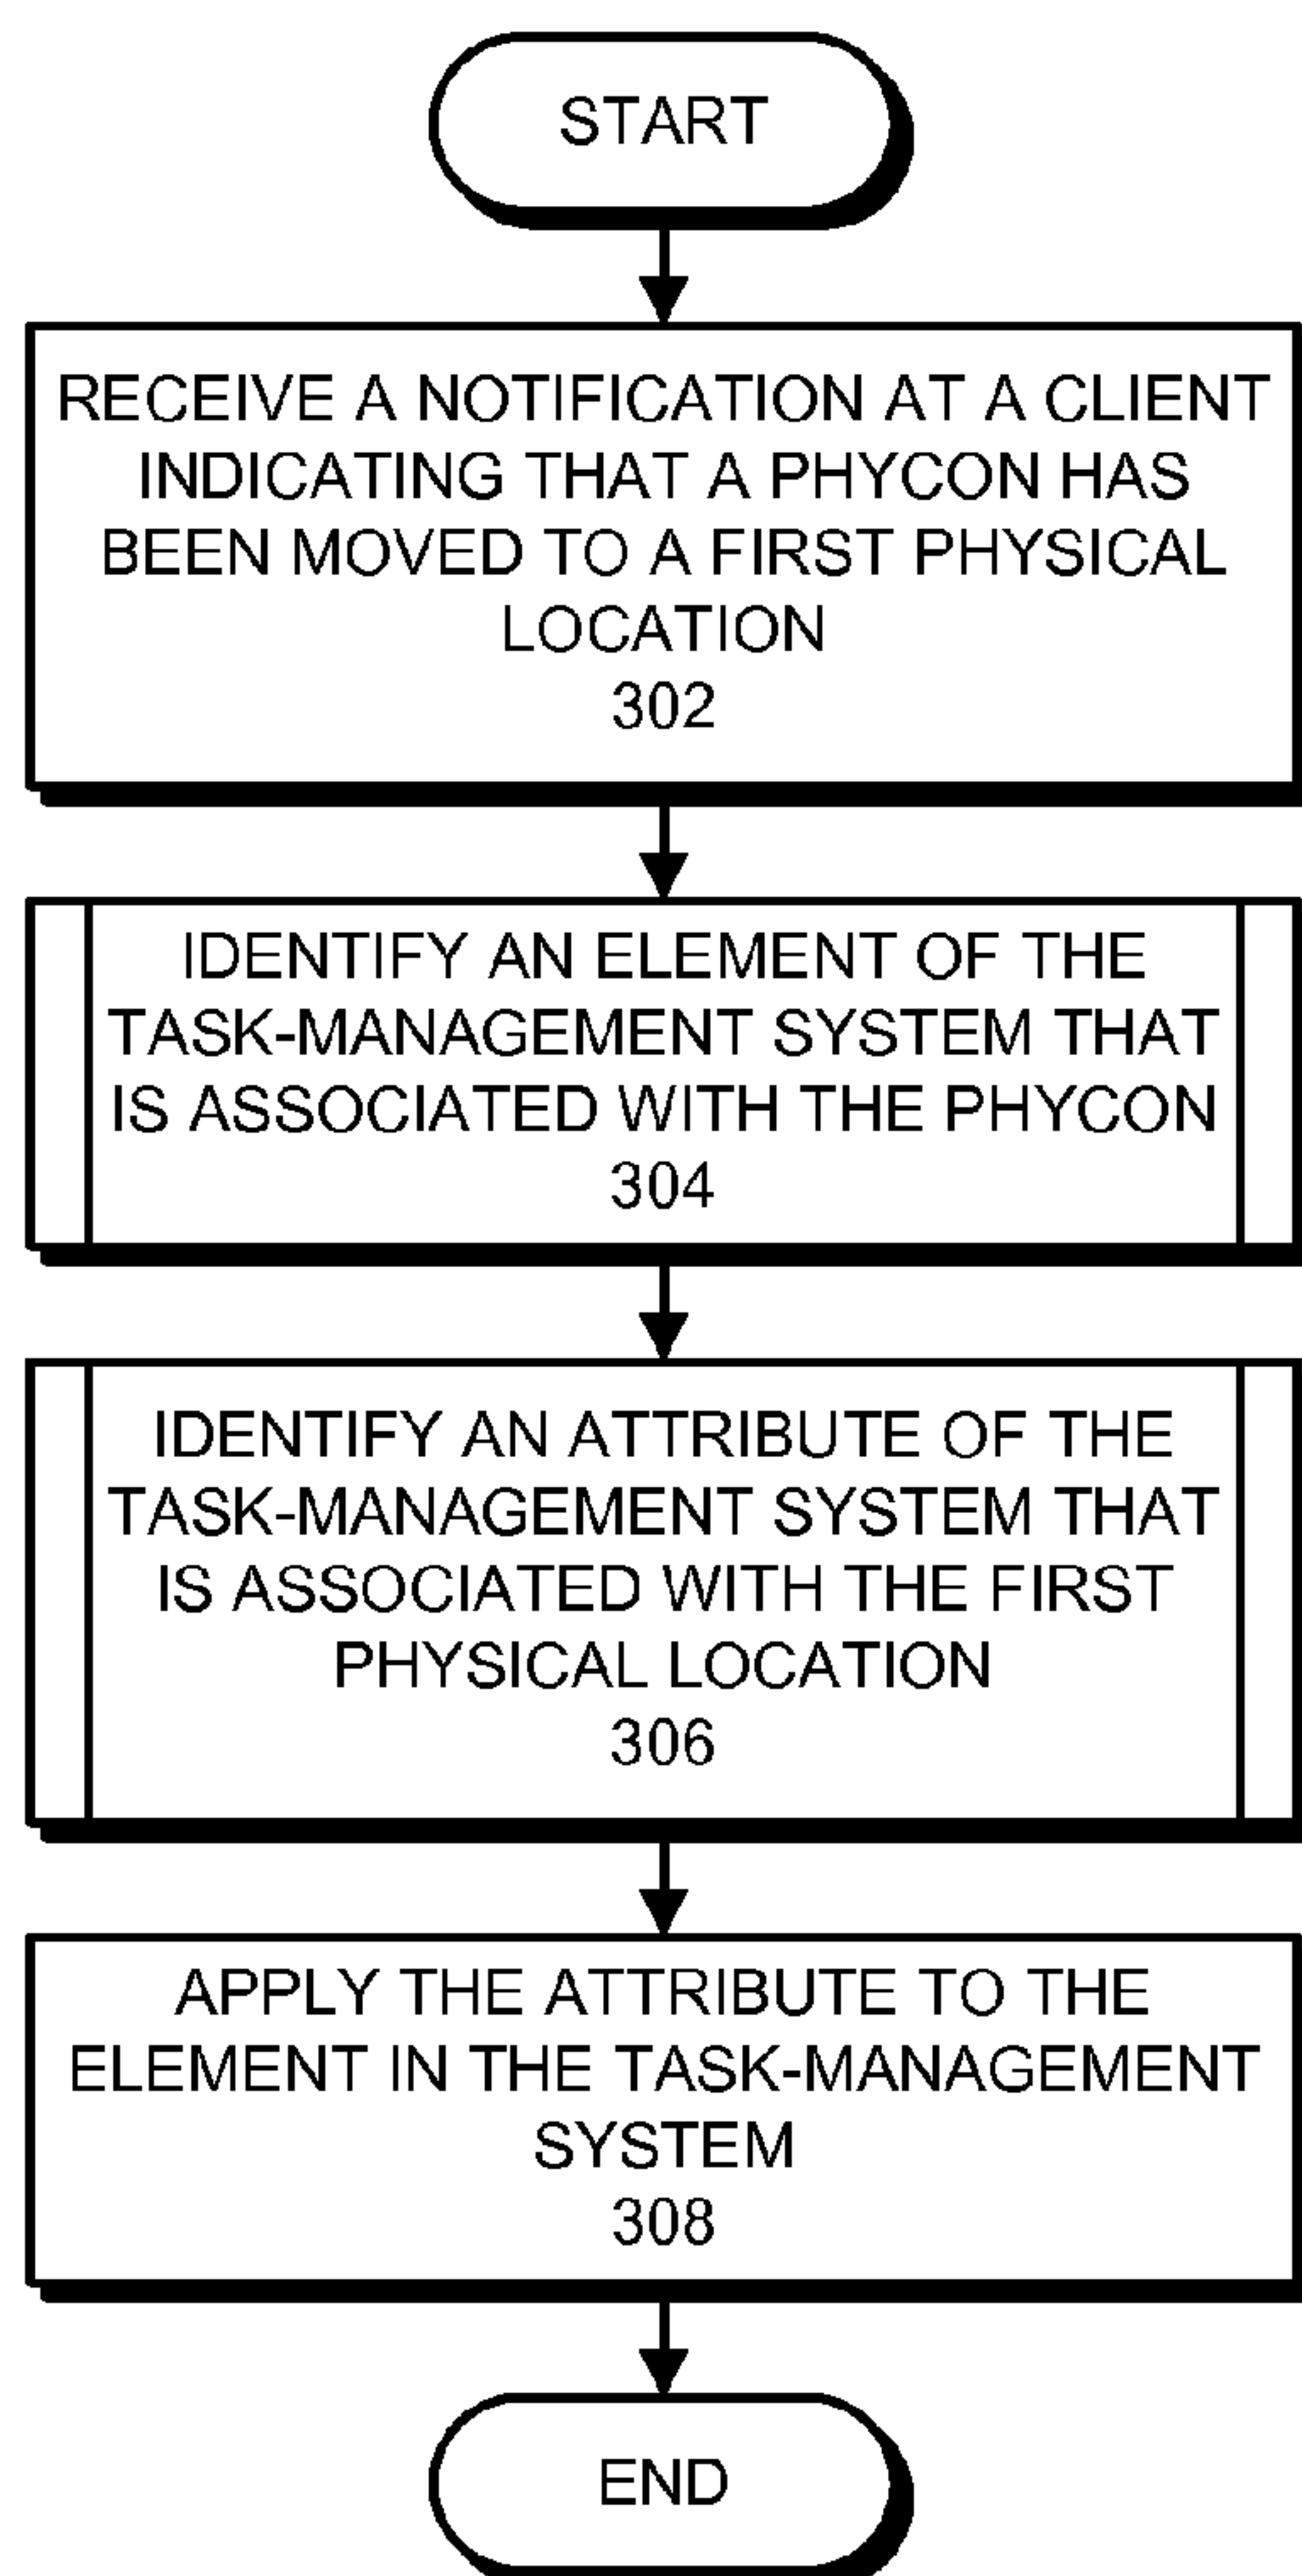 START
RECEIVE A NOTIFICATION AT A CLIENT
INDICATING THAT A PHYCON HAS
BEEN MOVED TO A FIRST PHYSICAL
LOCATION
302
IDENTIFY AN ELEMENT OF THE
TASK-MANAGEMENT SYSTEM THAT
IS ASSOCIATED WITH THE PHYCON
304
IDENTIFY AN ATTRIBUTE OF THE
TASK-MANAGEMENT SYSTEM THAT
IS ASSOCIATED WITH THE FIRST
PHYSICAL LOCATION
306
APPLY THE ATTRIBUTE TO THE
ELEMENT IN THE TASK-MANAGEMENT
SYSTEM
308
END